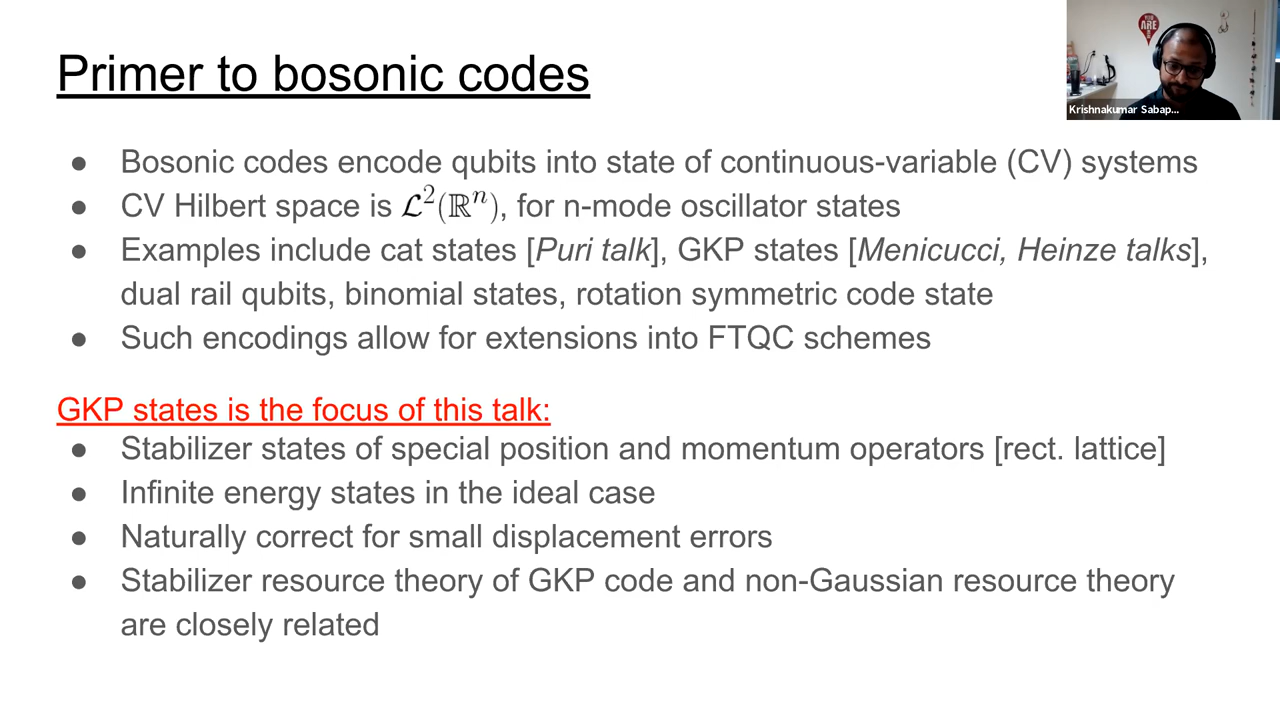 Primer to bosonic codes
YOU
ARE
Krishnakumar Sabap...
● Bosonic codes encode qubits into state of continuous-variable (CV) systems
● CV Hilbert space is 𝓛²(ℝⁿ), for n-mode oscillator states
● Examples include cat states [Puri talk], GKP states [Menicucci, Heinze talks],
dual rail qubits, binomial states, rotation symmetric code state
● Such encodings allow for extensions into FTQC schemes
GKP states is the focus of this talk:
● Stabilizer states of special position and momentum operators [rect. lattice]
● Infinite energy states in the ideal case
● Naturally correct for small displacement errors
● Stabilizer resource theory of GKP code and non-Gaussian resource theory
are closely related